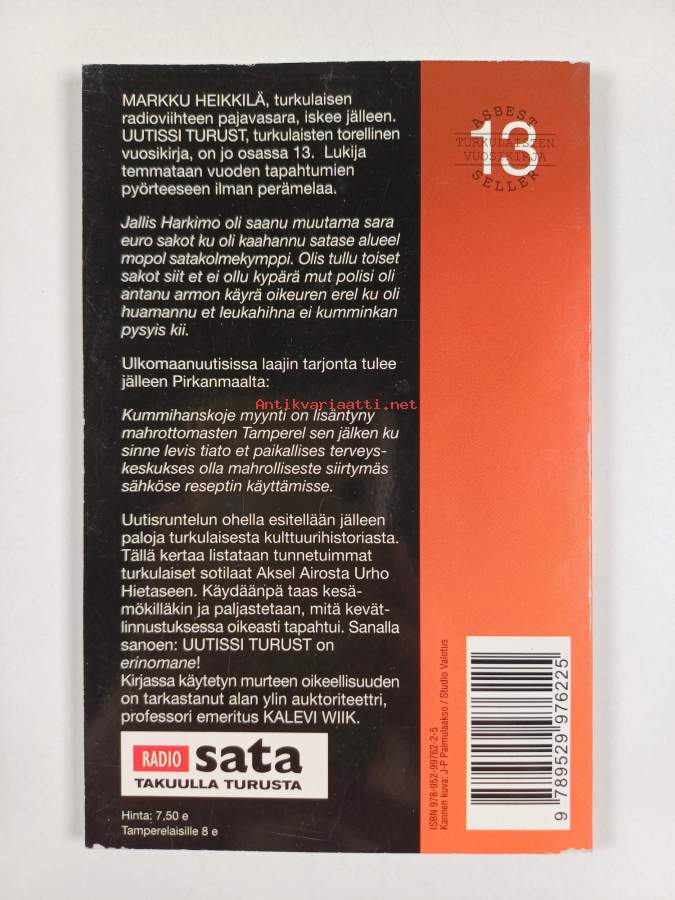 MARKKU HEIKKILÄ, turkulaisen
radioviihteen pajavasara, iskee jälleen.
UUTISSI TURUST, turkulaisten torellinen
vuosikirja, on jo osassa 13. Lukija
temmataan vuoden tapahtumien
pyörteeseen ilman perämelaa.
Jallis Harkimo oli saanu muutama sara
euro sakot ku oli kaahannu satase alueel
mopol satakolmekymppi. Olis tullu toiset
sakot siit et ei ollu kypärä mut polisi oli
antanu armon käyrä oikeuren erel ku oli
huamannu et leukahihna ei kumminkan
pysyis kii.
Ulkomaanuutisissa laajin tarjonta tulee
jälleen Pirkanmaalta:
Antikvariaatti.net
Kummihanskoje myynti on lisäntyny
mahrottomasten Tamperel sen jälken ku
sinne levis tiato et paikallises terveys-
keskukses olla mahrolliseste siirtymäs
sähköse reseptin käyttämisse.
Uutisruntelun ohella esitellään jälleen
paloja turkulaisesta kulttuurihistoriasta.
Tällä kertaa listataan tunnetuimmat
turkulaiset sotilaat Aksel Airosta Urho
Hietaseen. Käydäänpä taas kesä-
mökilläkin ja paljastetaan, mitä kevät-
linnustuksessa oikeasti tapahtui. Sanalla
sanoen: UUTISSI TURUST on
erinomane!
Kirjassa käytetyn murteen oikeellisuuden
on tarkastanut alan ylin auktoriteettri,
professori emeritus KALEVI WIIK.
RADIO sata
TAKUULLA TURUSTA
Hinta: 7,50 e
Tamperelaisille 8 e
ASBEST
TURKULAISTEN
13
VUOSIKIRJA
SELLER
ISBN 978-952-99762-2-5
Kannen kuva: J-P Palmulaakso / Studio Valotus
9 789529 976225